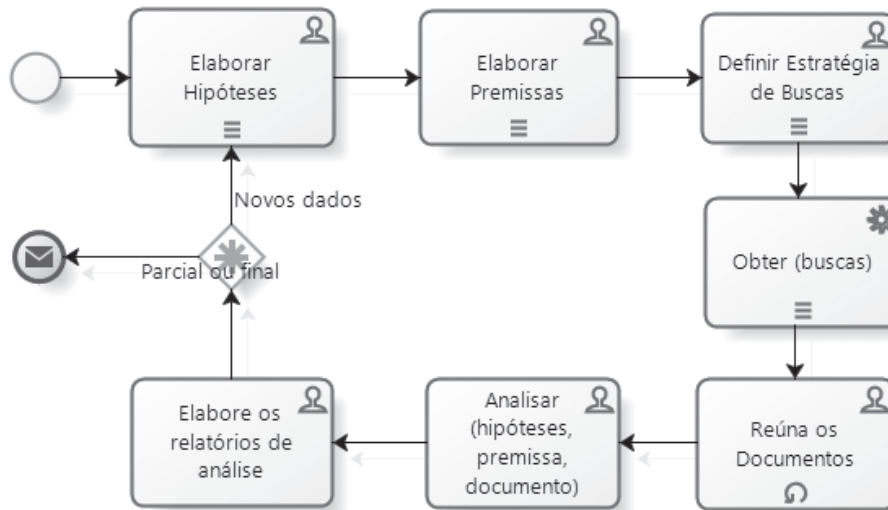 Elaborar
Hipóteses
Elaborar
Premissas
Definir Estratégia
de Buscas
Novos dados
Parcial ou final
Obter (buscas)
Elabore os
relatórios de
análise
Analisar
(hipóteses,
premissa,
documento)
Reúna os
Documentos